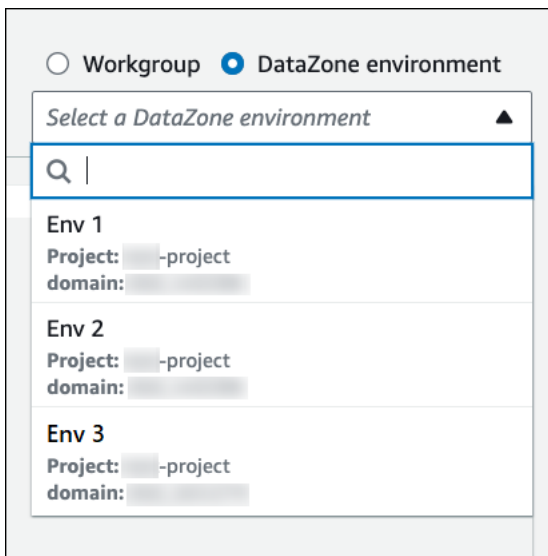 Workgroup DataZone environment
Select a DataZone environment
Env 1
Project: -project
domain:
Env 2
Project: -project
domain:
Env 3
Project: -project
domain: